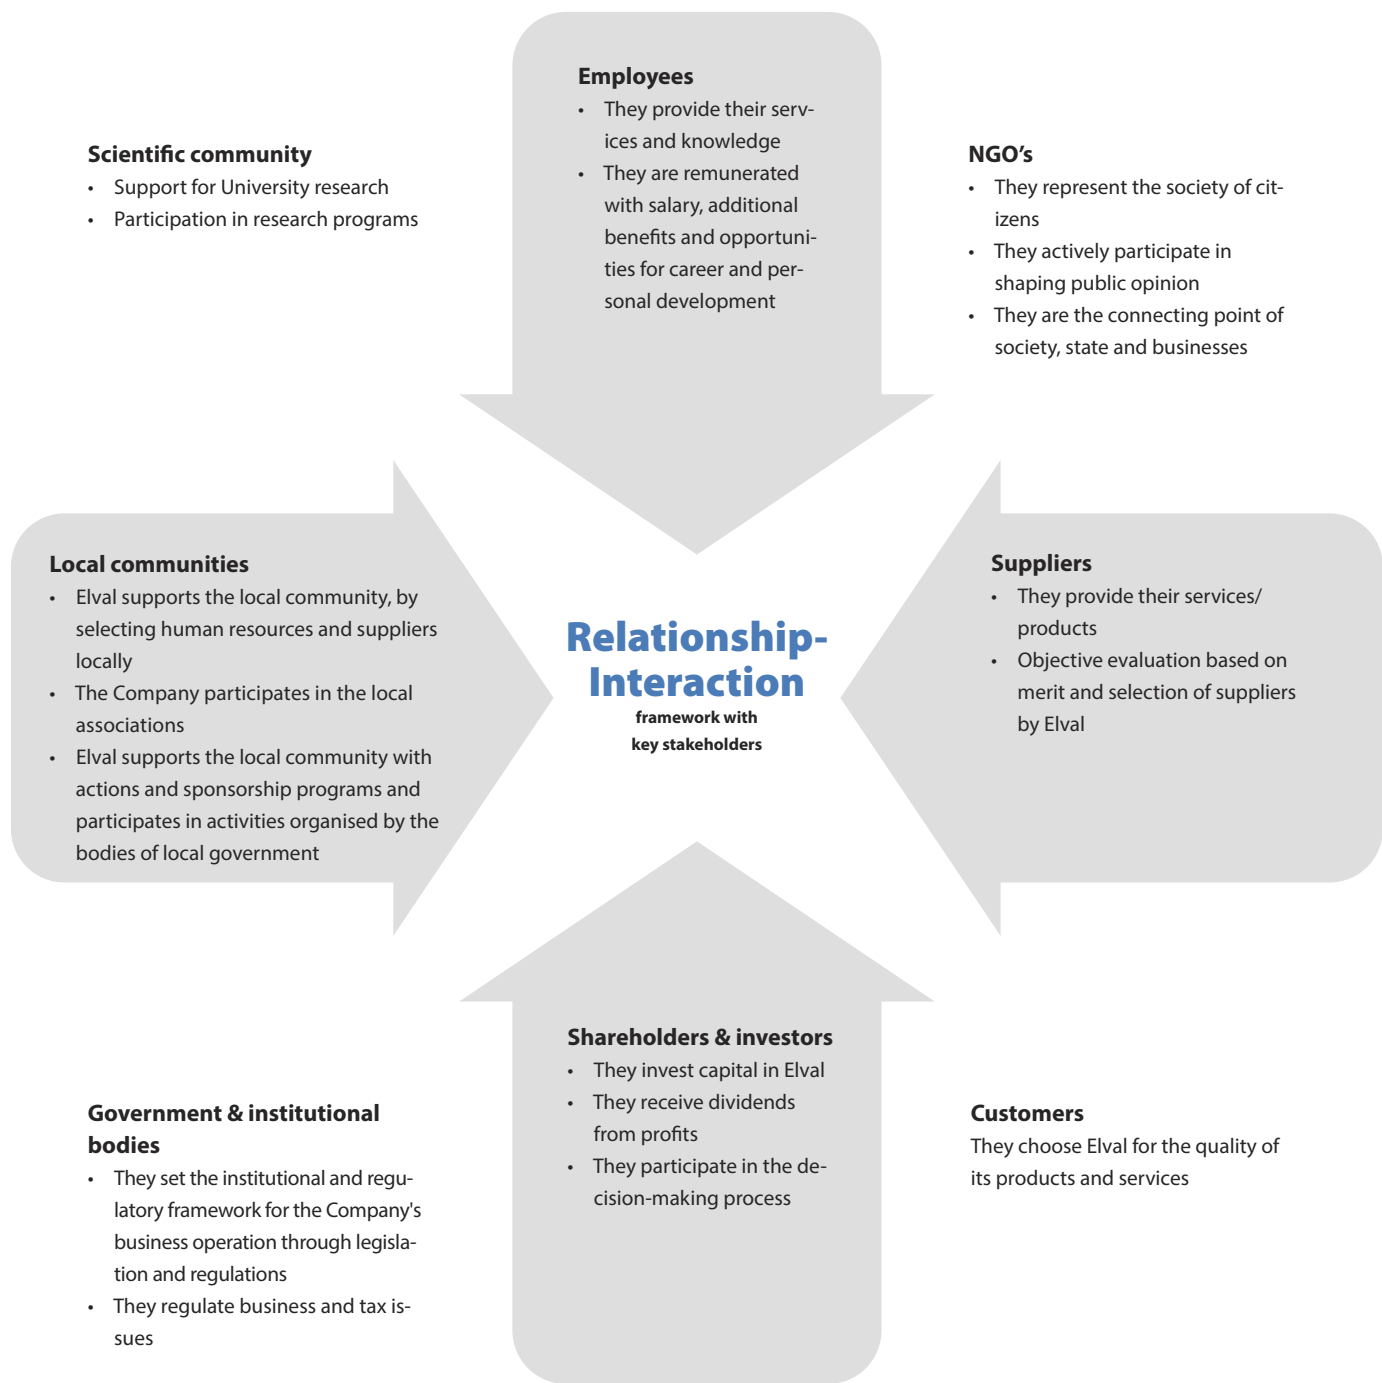 Employees
• They provide their serv-
ices and knowledge
• They are remunerated
with salary, additional
benefits and opportuni-
ties for career and per-
sonal development
Scientific community
• Support for University research
• Participation in research programs
NGO’s
• They represent the society of cit-
izens
• They actively participate in
shaping public opinion
• They are the connecting point of
society, state and businesses
Local communities
• Elval supports the local community, by
selecting human resources and suppliers
locally
• The Company participates in the local
associations
• Elval supports the local community with
actions and sponsorship programs and
participates in activities organised by the
bodies of local government
Relationship-
Interaction
framework with
key stakeholders
Suppliers
• They provide their services/
products
• Objective evaluation based on
merit and selection of suppliers
by Elval
Shareholders & investors
• They invest capital in Elval
• They receive dividends
from profits
• They participate in the de-
cision-making process
Government & institutional
bodies
• They set the institutional and regu-
latory framework for the Company's
business operation through legisla-
tion and regulations
• They regulate business and tax is-
sues
Customers
They choose Elval for the quality of
its products and services